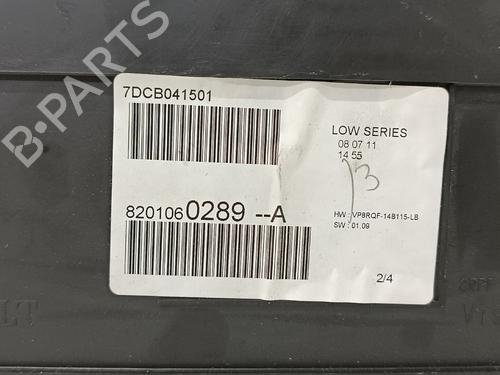 B-PARTS
7DCB041501
LOW SERIES
08 07 11
14 55
13
8201060289 --A
HW : VP8RQF-14B115-LB
SW : 01.09
2/4
LT